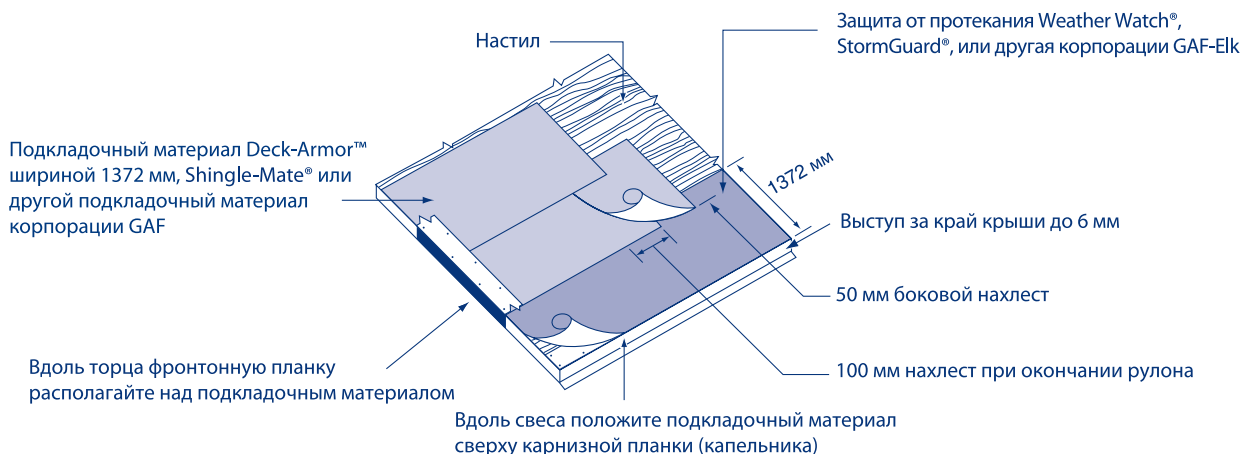 Защита от протекания Weather Watch®,
StormGuard®, или другая корпорации GAF-Elk
Настил
Подкладочный материал Deck-Armor™
шириной 1372 мм, Shingle-Mate® или
другой подкладочный материал
корпорации GAF
1372 мм
Выступ за край крыши до 6 мм
50 мм боковой нахлест
100 мм нахлест при окончании рулона
Вдоль торца фронтонную планку
располагайте над подкладочным материалом
Вдоль свеса положите подкладочный материал
сверху карнизной планки (капельника)